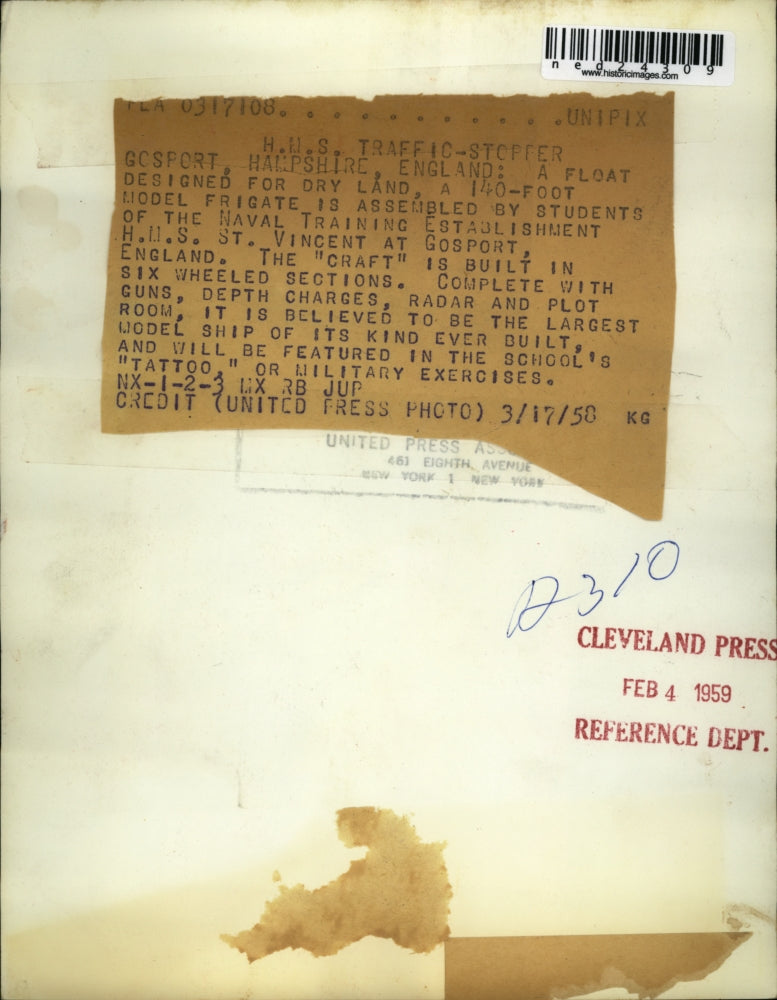 ned24309
www.historicimages.com
0317108. . . . . . . . . . . .UNIPIX
H.M.S. TRAFFIC-STOPPER
GOSPORT, HAMPSHIRE, ENGLAND: A FLOAT
DESIGNED FOR DRY LAND, A 140-FOOT
MODEL FRIGATE IS ASSEMBLED BY STUDENTS
OF THE NAVAL TRAINING ESTABLISHMENT
H.M.S. ST. VINCENT AT GOSPORT,
ENGLAND. THE "CRAFT" IS BUILT IN
SIX WHEELED SECTIONS. COMPLETE WITH
GUNS, DEPTH CHARGES, RADAR AND PLOT
ROOM, IT IS BELIEVED TO BE THE LARGEST
MODEL SHIP OF ITS KIND EVER BUILT,
AND WILL BE FEATURED IN THE SCHOOL'S
"TATTOO," OR MILITARY EXERCISES.
NX-1-2-3 MX RB JUP
CREDIT (UNITED PRESS PHOTO) 3/17/58 KG
UNITED PRESS
461 EIGHTH AVENUE
NEW YORK 1 NEW YORK
310
CLEVELAND PRESS
FEB 4 1959
REFERENCE DEPT.